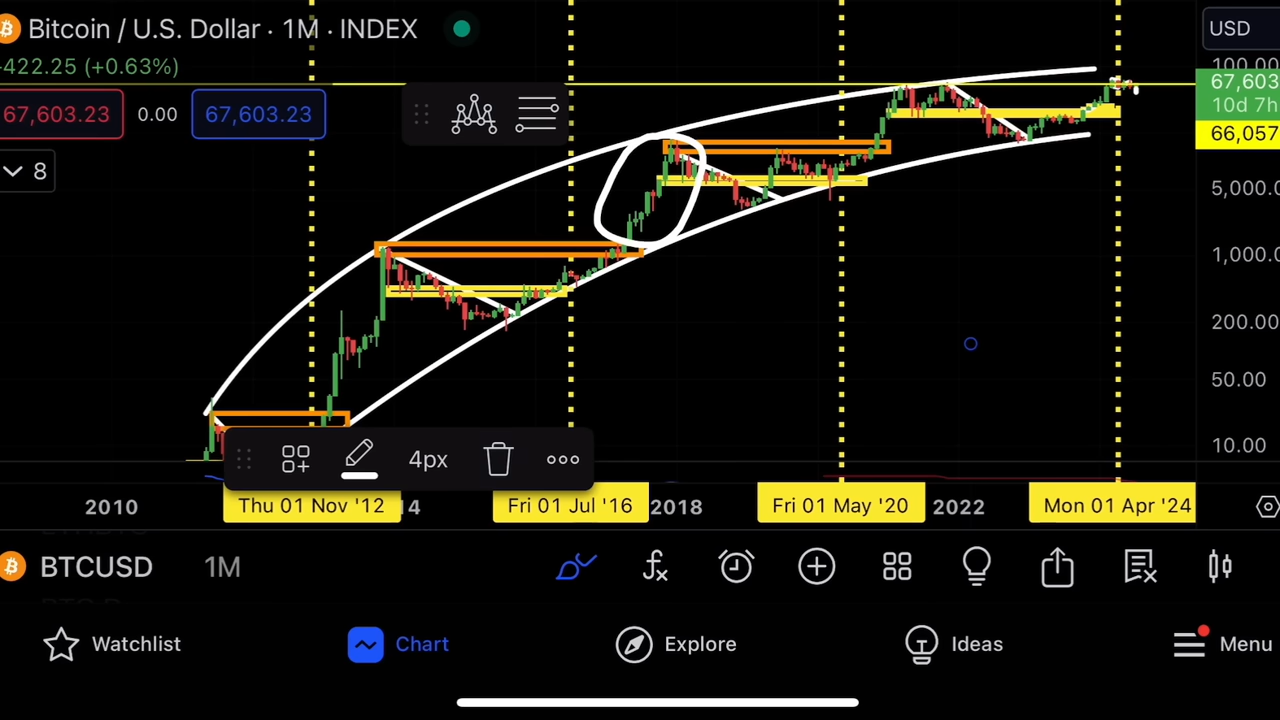 Bitcoin / U.S. Dollar · 1M · INDEX
USD
-422.25 (+0.63%)
100.00
67,603
10d 7h
67,603.23
0.00
67,603.23
66,057
8
5,000.0
1,000.0
200.00
50.00
10.00
4px
2010
Thu 01 Nov '12
14
Fri 01 Jul '16
2018
Fri 01 May '20
2022
Mon 01 Apr '24
BTCUSD
1M
Watchlist
Chart
Explore
Ideas
Menu